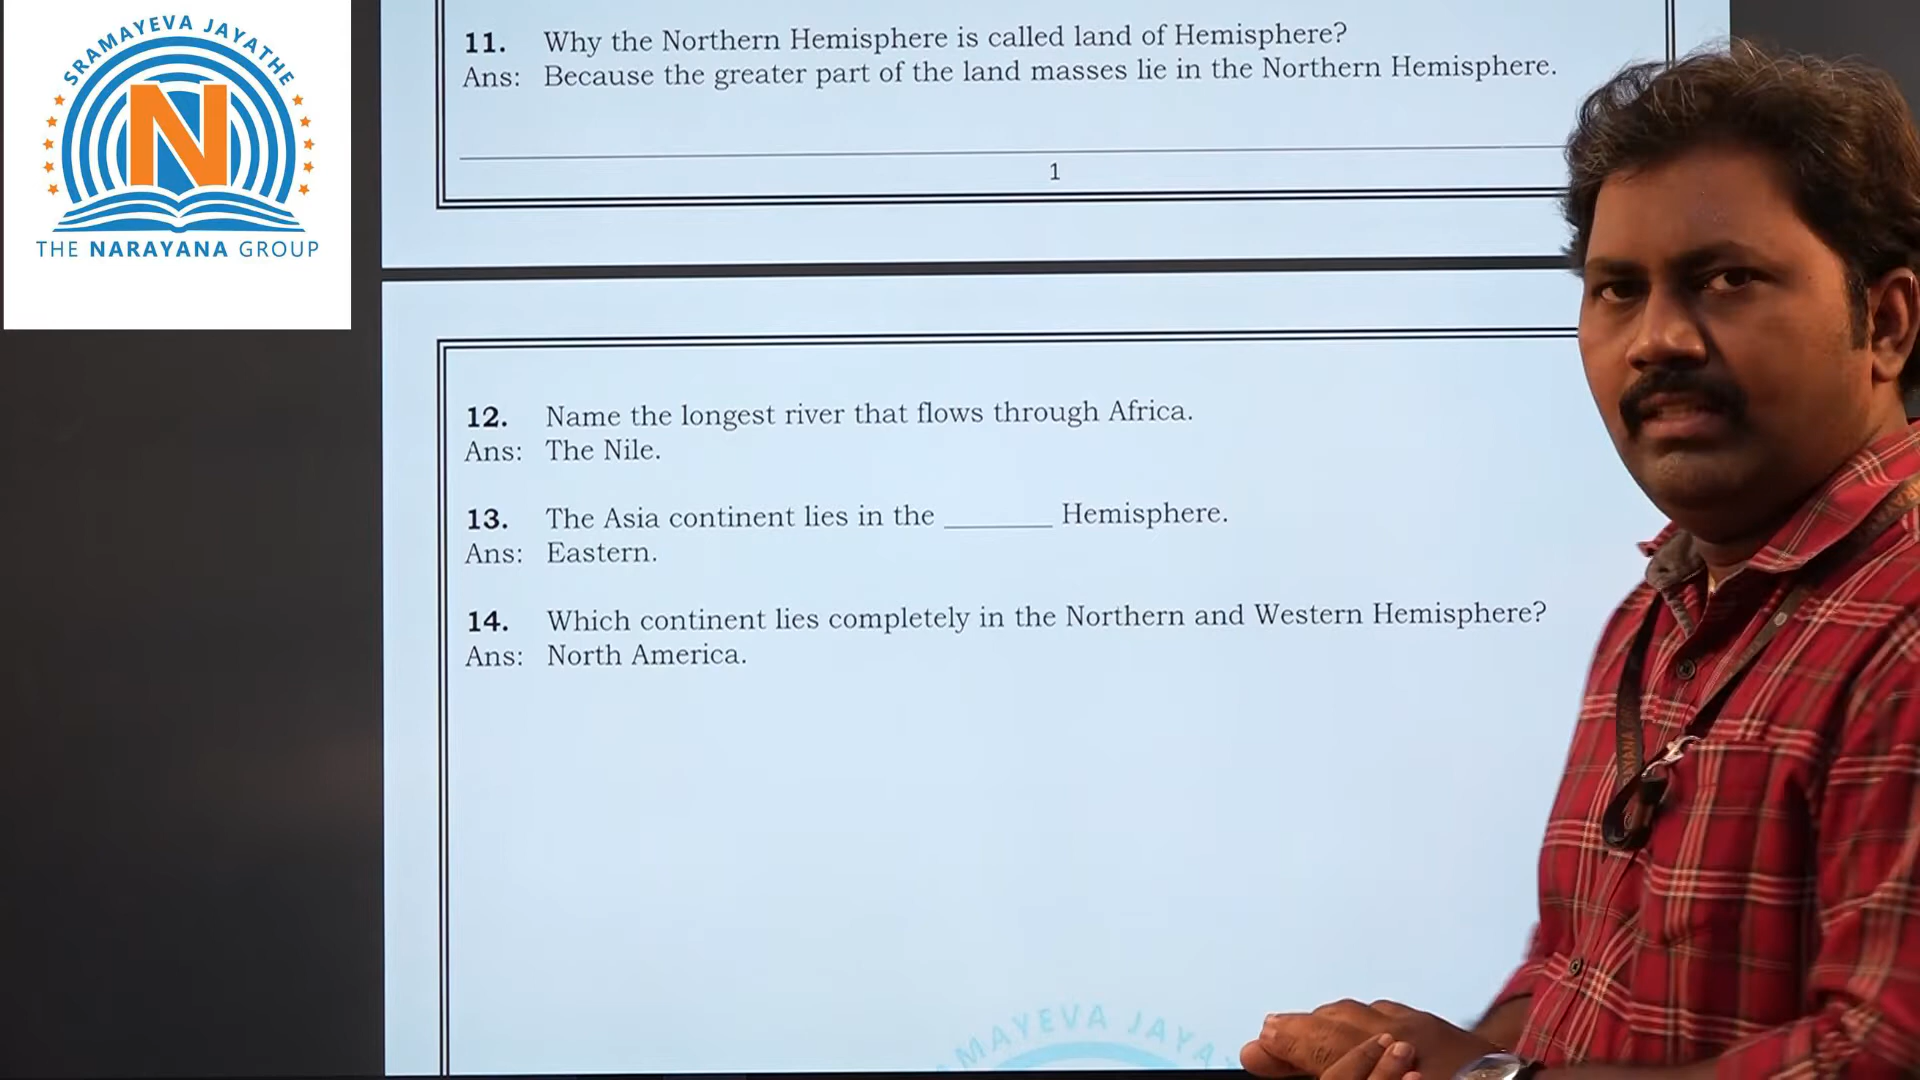 SRAMAYEVA JAYATHE
N
THE NARAYANA GROUP
11. Why the Northern Hemisphere is called land of Hemisphere?
Ans: Because the greater part of the land masses lie in the Northern Hemisphere.
1
12. Name the longest river that flows through Africa.
Ans: The Nile.
13. The Asia continent lies in the ________ Hemisphere.
Ans: Eastern.
14. Which continent lies completely in the Northern and Western Hemisphere?
Ans: North America.